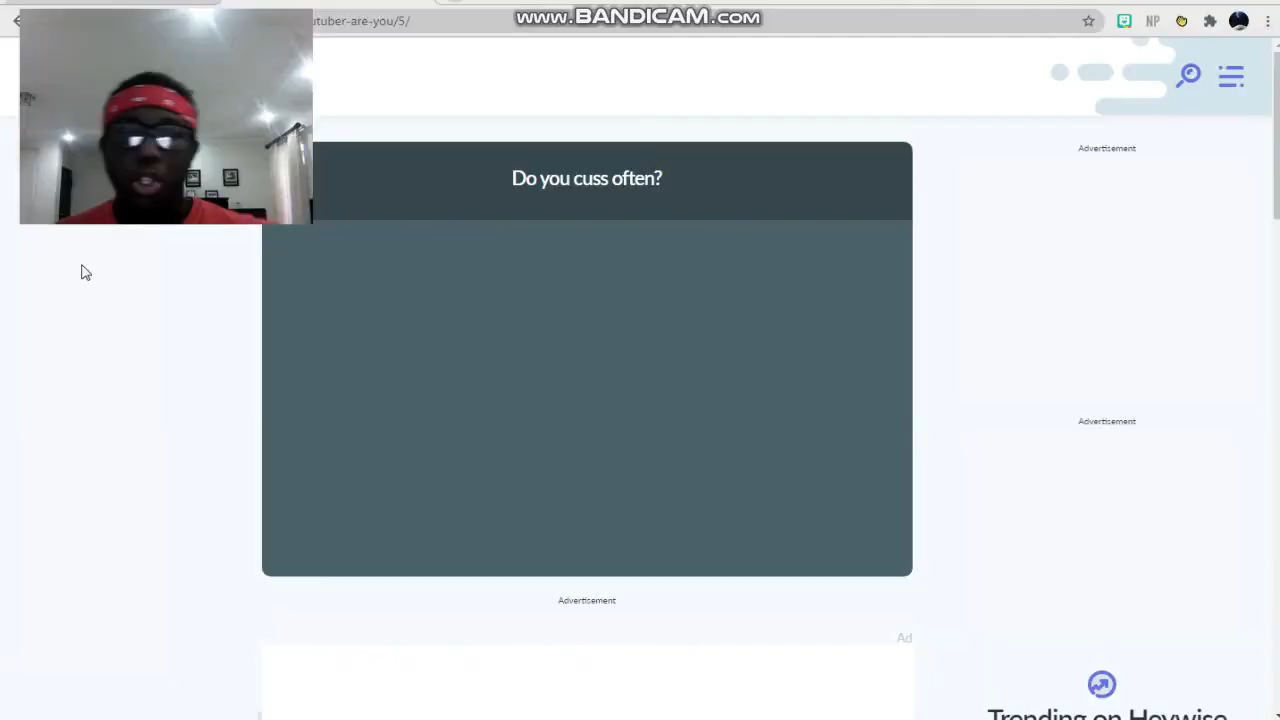 utuber-are-you/5/
www.BANDICAM.com
NP
Do you cuss often?
Advertisement
Advertisement
Advertisement
Ad
Trending on Heywise